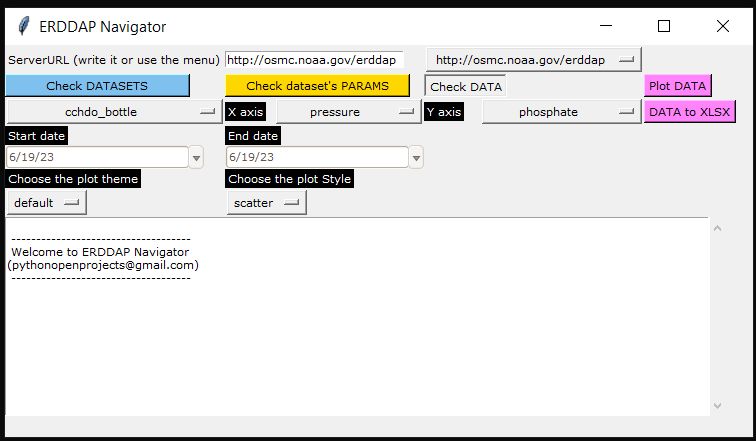 ERDDAP Navigator
ServerURL (write it or use the menu) http://osmc.noaa.gov/erddap http://osmc.noaa.gov/erddap
Check DATASETS Check dataset's PARAMS Check DATA Plot DATA
cchdo_bottle X axis pressure Y axis phosphate DATA to XLSX
Start date End date
6/19/23 6/19/23
Choose the plot theme Choose the plot Style
default scatter
-----------------------------------
Welcome to ERDDAP Navigator
(pythonopenprojects@gmail.com)
-----------------------------------